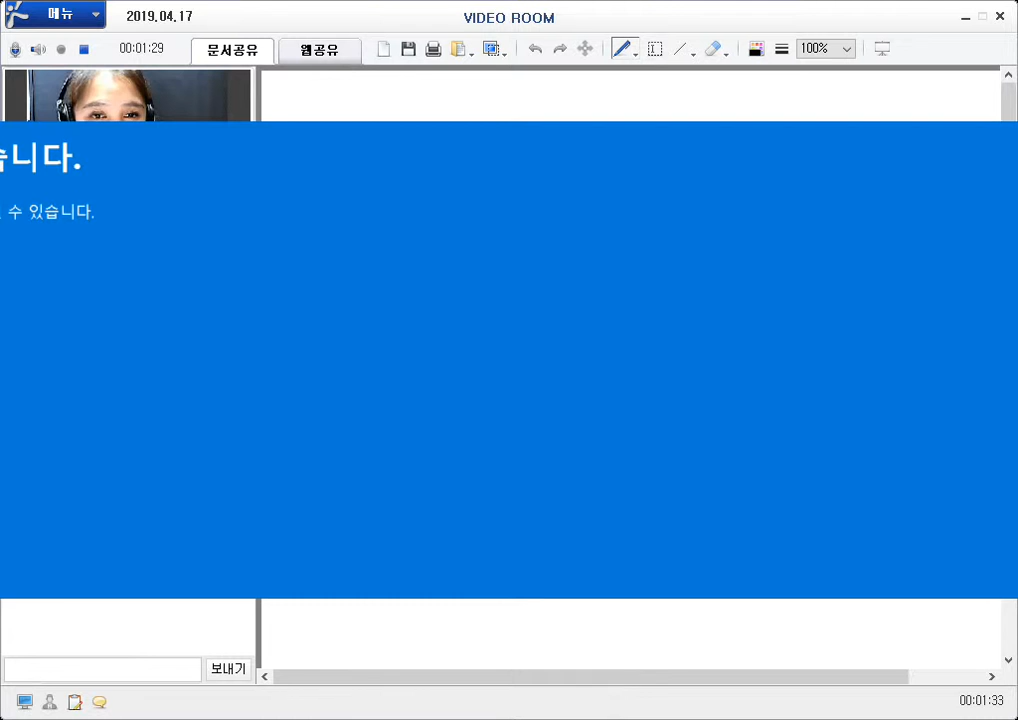 메뉴
2019.04.17
VIDEO ROOM
00:01:29
문서공유
웹공유
100%
습니다.
수 있습니다.
보내기
00:01:33